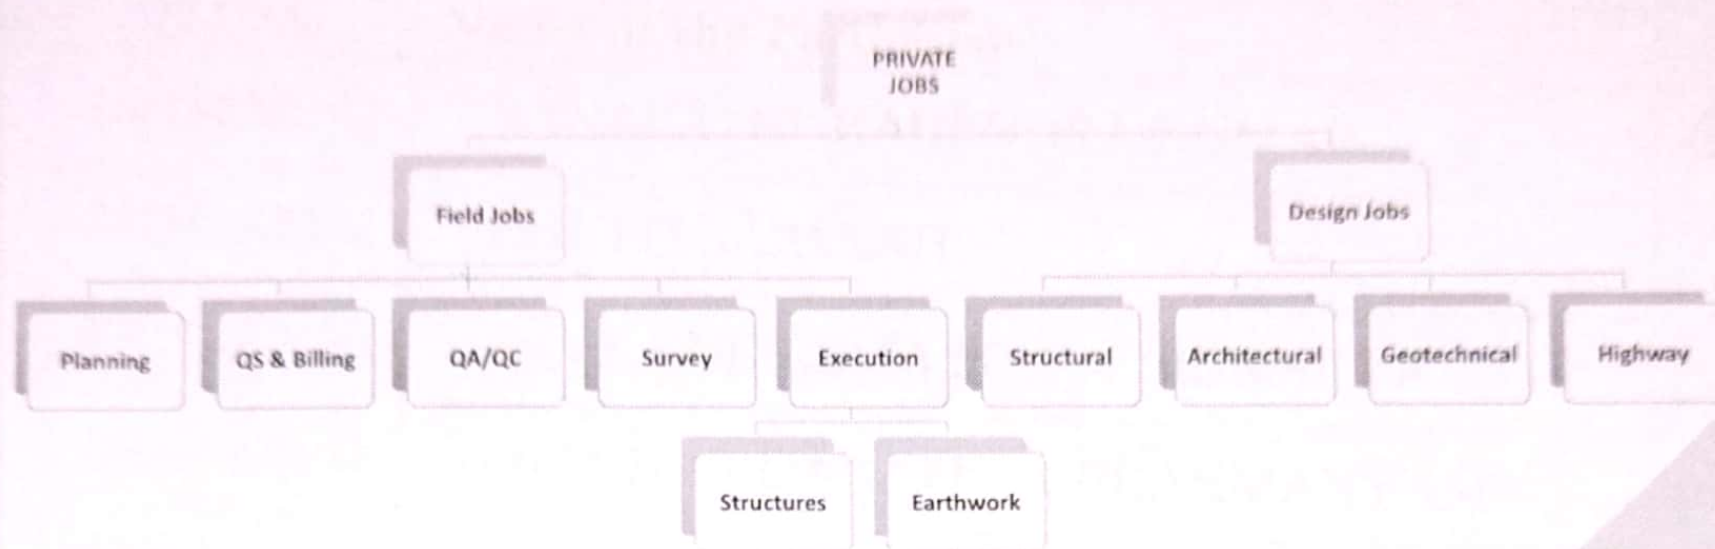 PRIVATE
JOBS
Field Jobs
Design Jobs
Planning
QS & Billing
QA/QC
Survey
Execution
Structural
Architectural
Geotechnical
Highway
Structures
Earthwork